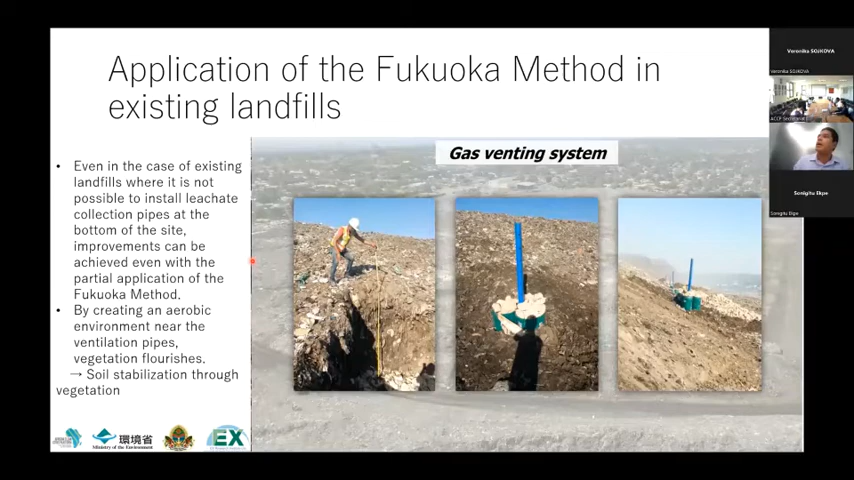 Application of the Fukuoka Method in
existing landfills
• Even in the case of existing
landfills where it is not
possible to install leachate
collection pipes at the
bottom of the site,
improvements can be
achieved even with the
partial application of the
Fukuoka Method.
• By creating an aerobic
environment near the
ventilation pipes,
vegetation flourishes.
→ Soil stabilization through
vegetation
Gas venting system
環境省
Ministry of the Environment
EX
Veronika SOJKOVA
Veronika SOJKOVA
ACCP Secretariat
Songitu Ekpe
Songitu Ekpe